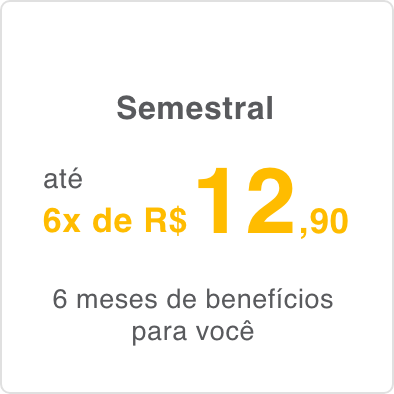 Semestral
até
6x de R$ 12,90
6 meses de benefícios
para você